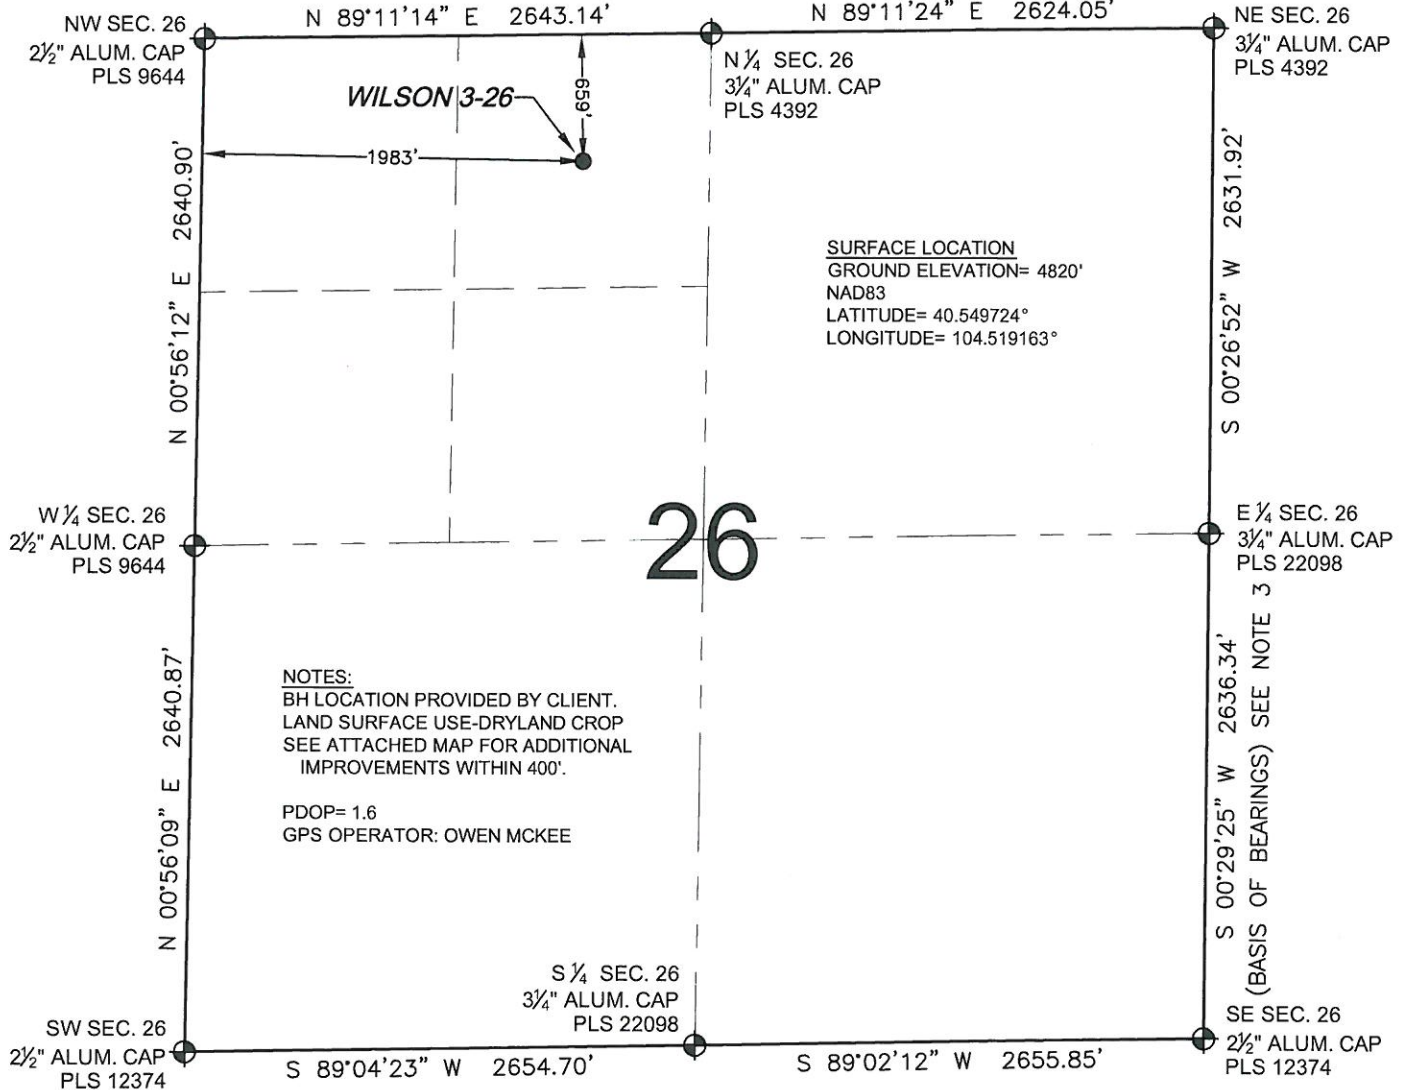 N 89°11'14" E 2643.14'
N 89°11'24" E 2624.05'
NW SEC. 26
2½" ALUM. CAP
PLS 9644
NE SEC. 26
3¼" ALUM. CAP
PLS 4392
N ¼ SEC. 26
3¼" ALUM. CAP
PLS 4392
WILSON 3-26
659'
1983'
N 00°56'12" E 2640.90'
S 00°26'52" W 2631.92'
SURFACE LOCATION
GROUND ELEVATION= 4820'
NAD83
LATITUDE= 40.549724°
LONGITUDE= 104.519163°
W ¼ SEC. 26
2½" ALUM. CAP
PLS 9644
26
E ¼ SEC. 26
3¼" ALUM. CAP
PLS 22098
NOTES:
BH LOCATION PROVIDED BY CLIENT.
LAND SURFACE USE-DRYLAND CROP
SEE ATTACHED MAP FOR ADDITIONAL
IMPROVEMENTS WITHIN 400'.
PDOP= 1.6
GPS OPERATOR: OWEN MCKEE
N 00°56'09" E 2640.87'
S 00°29'25" W 2636.34'
(BASIS OF BEARINGS) SEE NOTE 3
S ¼ SEC. 26
3¼" ALUM. CAP
PLS 22098
SW SEC. 26
2½" ALUM. CAP
PLS 12374
SE SEC. 26
2½" ALUM. CAP
PLS 12374
S 89°04'23" W 2654.70'
S 89°02'12" W 2655.85'